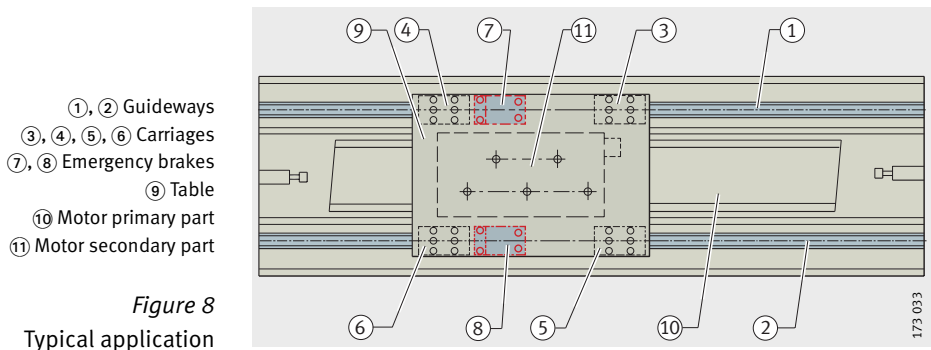 ①, ② Guideways
③, ④, ⑤, ⑥ Carriages
⑦, ⑧ Emergency brakes
⑨ Table
⑩ Motor primary part
⑪ Motor secondary part
Figure 8
Typical application
⑨ ④ ⑦ ⑪ ③ ①
⑥ ⑧ ⑤ ⑩ ②
173 033